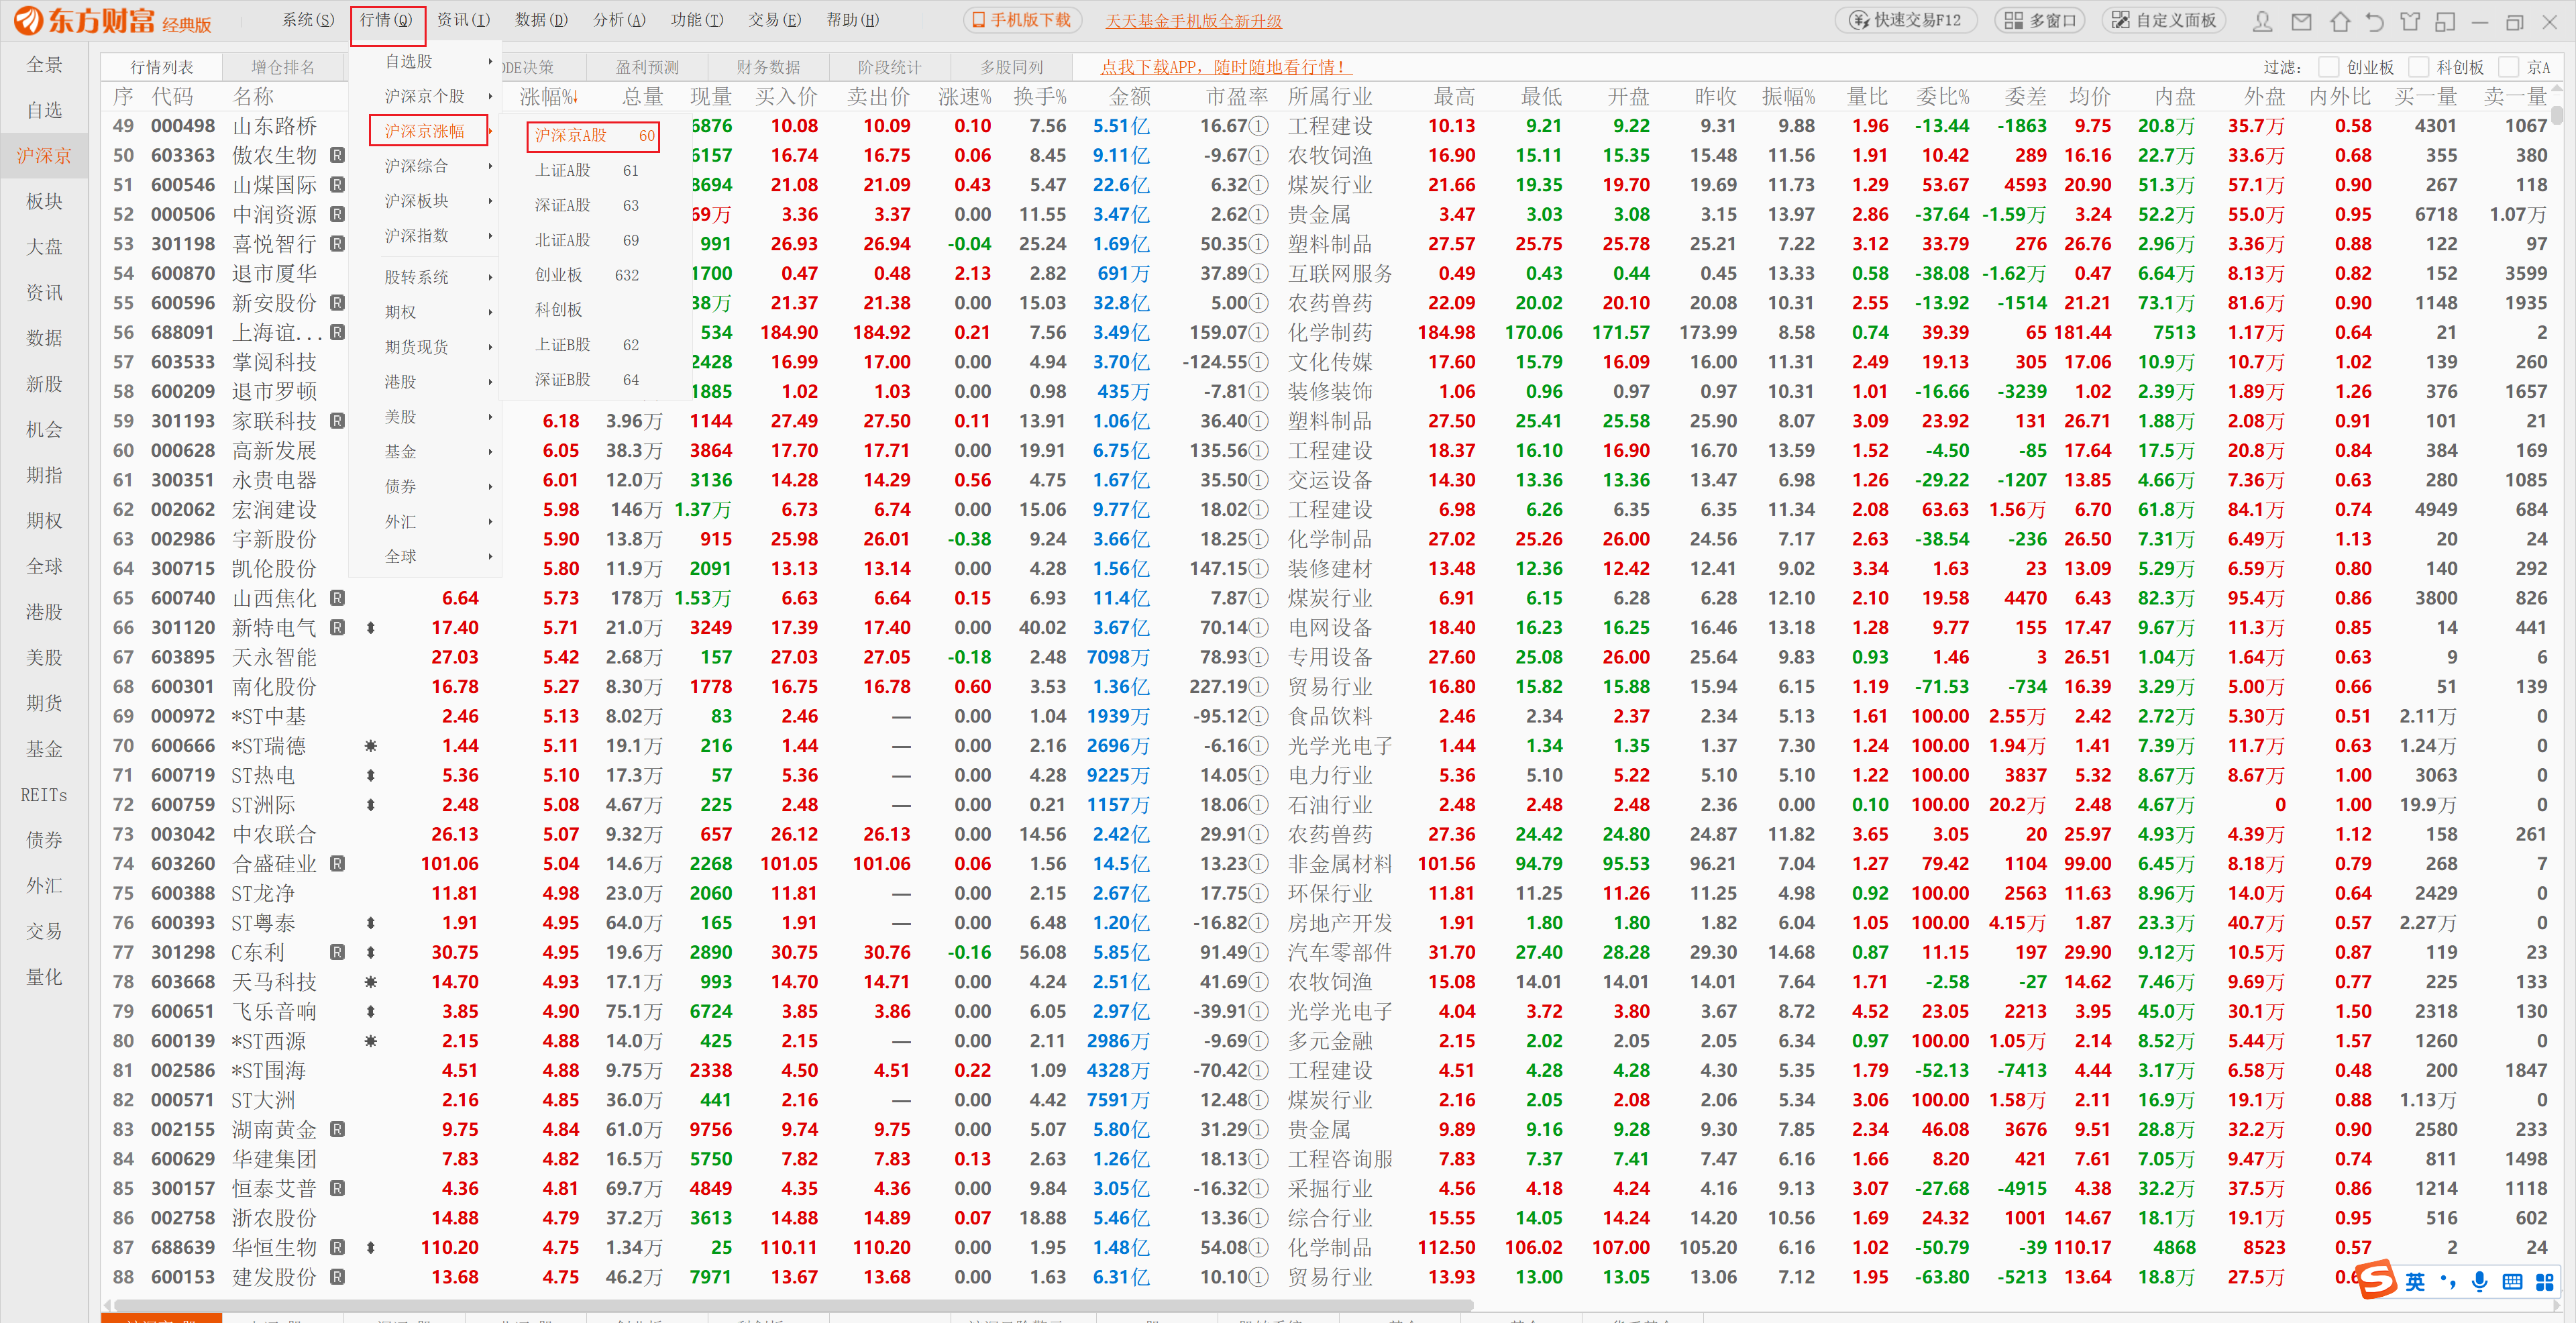 东方财富 经典版 系统(S) 行情(Q) 资讯(I) 数据(D) 分析(A) 功能(T) 交易(E) 帮助(H) 手机版下载 天天基金手机版全新升级 快速交易F12 多窗口 自定义面板
全景
自选
沪深京
板块
大盘
资讯
数据
新股
机会
期指
期权
全球
港股
美股
期货
基金
REITs
债券
外汇
交易
量化
自选股
沪深京个股
沪深京涨幅
沪深综合
沪深板块
沪深指数
股转系统
期权
期货现货
港股
美股
基金
债券
外汇
全球
沪深京A股 60
上证A股 61
深证A股 63
北证A股 69
创业板 632
科创板
上证B股 62
深证B股 64
行情列表 增仓排名 DDE决策 盈利预测 财务数据 阶段统计 多股同列 点我下载APP，随时随地看行情！ 过滤： 创业板 科创板 京A
序 代码 名称 涨幅%↓ 总量 现量 买入价 卖出价 涨速% 换手% 金额 市盈率 所属行业 最高 最低 开盘 昨收 振幅% 量比 委比% 委差 均价 内盘 外盘 内外比 买一量 卖一量
49 000498 山东路桥 6876 10.08 10.09 0.10 7.56 5.51亿 16.67① 工程建设 10.13 9.21 9.22 9.31 9.88 1.96 -13.44 -1863 9.75 20.8万 35.7万 0.58 4301 1067
50 603363 傲农生物 R 6157 16.74 16.75 0.06 8.45 9.11亿 -9.67① 农牧饲渔 16.90 15.11 15.35 15.48 11.56 1.91 10.42 289 16.16 22.7万 33.6万 0.68 355 380
51 600546 山煤国际 R 8694 21.08 21.09 0.43 5.47 22.6亿 6.32① 煤炭行业 21.66 19.35 19.70 19.69 11.73 1.29 53.67 4593 20.90 51.3万 57.1万 0.90 267 118
52 000506 中润资源 R 69万 3.36 3.37 0.00 11.55 3.47亿 2.62① 贵金属 3.47 3.03 3.08 3.15 13.97 2.86 -37.64 -1.59万 3.24 52.2万 55.0万 0.95 6718 1.07万
53 301198 喜悦智行 R 991 26.93 26.94 -0.04 25.24 1.69亿 50.35① 塑料制品 27.57 25.75 25.78 25.21 7.22 3.12 33.79 276 26.76 2.96万 3.36万 0.88 122 97
54 600870 退市厦华 1700 0.47 0.48 2.13 2.82 691万 37.89① 互联网服务 0.49 0.43 0.44 0.45 13.33 0.58 -38.08 -1.62万 0.47 6.64万 8.13万 0.82 152 3599
55 600596 新安股份 R 38万 21.37 21.38 0.00 15.03 32.8亿 5.00① 农药兽药 22.09 20.02 20.10 20.08 10.31 2.55 -13.92 -1514 21.21 73.1万 81.6万 0.90 1148 1935
56 688091 上海谊... R 534 184.90 184.92 0.21 7.56 3.49亿 159.07① 化学制药 184.98 170.06 171.57 173.99 8.58 0.74 39.39 65 181.44 7513 1.17万 0.64 21 2
57 603533 掌阅科技 2428 16.99 17.00 0.00 4.94 3.70亿 -124.55① 文化传媒 17.60 15.79 16.09 16.00 11.31 2.49 19.13 305 17.06 10.9万 10.7万 1.02 139 260
58 600209 退市罗顿 1885 1.02 1.03 0.00 0.98 435万 -7.81① 装修装饰 1.06 0.96 0.97 0.97 10.31 1.01 -16.66 -3239 1.02 2.39万 1.89万 1.26 376 1657
59 301193 家联科技 R 6.18 3.96万 1144 27.49 27.50 0.11 13.91 1.06亿 36.40① 塑料制品 27.50 25.41 25.58 25.90 8.07 3.09 23.92 131 26.71 1.88万 2.08万 0.91 101 21
60 000628 高新发展 6.05 38.3万 3864 17.70 17.71 0.00 19.91 6.75亿 135.56① 工程建设 18.37 16.10 16.90 16.70 13.59 1.52 -4.50 -85 17.64 17.5万 20.8万 0.84 384 169
61 300351 永贵电器 6.01 12.0万 3136 14.28 14.29 0.56 4.75 1.67亿 35.50① 交运设备 14.30 13.36 13.36 13.47 6.98 1.26 -29.22 -1207 13.85 4.66万 7.36万 0.63 280 1085
62 002062 宏润建设 5.98 146万 1.37万 6.73 6.74 0.00 15.06 9.77亿 18.02① 工程建设 6.98 6.26 6.35 6.35 11.34 2.08 63.63 1.56万 6.70 61.8万 84.1万 0.74 4949 684
63 002986 宇新股份 5.90 13.8万 915 25.98 26.01 -0.38 9.24 3.66亿 18.25① 化学制品 27.02 25.26 26.00 24.56 7.17 2.63 -38.54 -236 26.50 7.31万 6.49万 1.13 20 24
64 300715 凯伦股份 5.80 11.9万 2091 13.13 13.14 0.00 4.28 1.56亿 147.15① 装修建材 13.48 12.36 12.42 12.41 9.02 3.34 1.63 23 13.09 5.29万 6.59万 0.80 140 292
65 600740 山西焦化 R 6.64 5.73 178万 1.53万 6.63 6.64 0.15 6.93 11.4亿 7.87① 煤炭行业 6.91 6.15 6.28 6.28 12.10 2.10 19.58 4470 6.43 82.3万 95.4万 0.86 3800 826
66 301120 新特电气 R 17.40 5.71 21.0万 3249 17.39 17.40 0.00 40.02 3.67亿 70.14① 电网设备 18.40 16.23 16.25 16.46 13.18 1.28 9.77 155 17.47 9.67万 11.3万 0.85 14 441
67 603895 天永智能 27.03 5.42 2.68万 157 27.03 27.05 -0.18 2.48 7098万 78.93① 专用设备 27.60 25.08 26.00 25.64 9.83 0.93 1.46 3 26.51 1.04万 1.64万 0.63 9 6
68 600301 南化股份 16.78 5.27 8.30万 1778 16.75 16.78 0.60 3.53 1.36亿 227.19① 贸易行业 16.80 15.82 15.88 15.94 6.15 1.19 -71.53 -734 16.39 3.29万 5.00万 0.66 51 139
69 000972 *ST中基 2.46 5.13 8.02万 83 2.46 — 0.00 1.04 1939万 -95.12① 食品饮料 2.46 2.34 2.37 2.34 5.13 1.61 100.00 2.55万 2.42 2.72万 5.30万 0.51 2.11万 0
70 600666 *ST瑞德 1.44 5.11 19.1万 216 1.44 — 0.00 2.16 2696万 -6.16① 光学光电子 1.44 1.34 1.35 1.37 7.30 1.24 100.00 1.94万 1.41 7.39万 11.7万 0.63 1.24万 0
71 600719 ST热电 5.36 5.10 17.3万 57 5.36 — 0.00 4.28 9225万 14.05① 电力行业 5.36 5.10 5.22 5.10 5.10 1.22 100.00 3837 5.32 8.67万 8.67万 1.00 3063 0
72 600759 ST洲际 2.48 5.08 4.67万 225 2.48 — 0.00 0.21 1157万 18.06① 石油行业 2.48 2.48 2.48 2.36 0.00 0.10 100.00 20.2万 2.48 4.67万 0 1.00 19.9万 0
73 003042 中农联合 26.13 5.07 9.32万 657 26.12 26.13 0.00 14.56 2.42亿 29.91① 农药兽药 27.36 24.42 24.80 24.87 11.82 3.65 3.05 20 25.97 4.93万 4.39万 1.12 158 261
74 603260 合盛硅业 R 101.06 5.04 14.6万 2268 101.05 101.06 0.06 1.56 14.5亿 13.23① 非金属材料 101.56 94.79 95.53 96.21 7.04 1.27 79.42 1104 99.00 6.45万 8.18万 0.79 268 7
75 600388 ST龙净 11.81 4.98 23.0万 2060 11.81 — 0.00 2.15 2.67亿 17.75① 环保行业 11.81 11.25 11.26 11.25 4.98 0.92 100.00 2563 11.63 8.96万 14.0万 0.64 2429 0
76 600393 ST粤泰 1.91 4.95 64.0万 165 1.91 — 0.00 6.48 1.20亿 -16.82① 房地产开发 1.91 1.80 1.80 1.82 6.04 1.05 100.00 4.15万 1.87 23.3万 40.7万 0.57 2.27万 0
77 301298 C东利 R 30.75 4.95 19.6万 2890 30.75 30.76 -0.16 56.08 5.85亿 91.49① 汽车零部件 31.70 27.40 28.28 29.30 14.68 0.87 11.15 197 29.90 9.12万 10.5万 0.87 119 23
78 603668 天马科技 14.70 4.93 17.1万 993 14.70 14.71 0.00 4.24 2.51亿 41.69① 农牧饲渔 15.08 14.01 14.01 14.01 7.64 1.71 -2.58 -27 14.62 7.46万 9.69万 0.77 225 133
79 600651 飞乐音响 3.85 4.90 75.1万 6724 3.85 3.86 0.00 6.05 2.97亿 -39.91① 光学光电子 4.04 3.72 3.80 3.67 8.72 4.52 23.05 2213 3.95 45.0万 30.1万 1.50 2318 130
80 600139 *ST西源 2.15 4.88 14.0万 425 2.15 — 0.00 2.11 2986万 -9.69① 多元金融 2.15 2.02 2.05 2.05 6.34 0.97 100.00 1.05万 2.14 8.52万 5.44万 1.57 1260 0
81 002586 *ST围海 4.51 4.88 9.75万 2338 4.50 4.51 0.22 1.09 4328万 -70.42① 工程建设 4.51 4.28 4.28 4.30 5.35 1.79 -52.13 -7413 4.44 3.17万 6.58万 0.48 200 1847
82 000571 ST大洲 2.16 4.85 36.0万 441 2.16 — 0.00 4.42 7591万 12.48① 煤炭行业 2.16 2.05 2.08 2.06 5.34 3.06 100.00 1.58万 2.11 16.9万 19.1万 0.88 1.13万 0
83 002155 湖南黄金 R 9.75 4.84 61.0万 9756 9.74 9.75 0.00 5.07 5.80亿 31.29① 贵金属 9.89 9.16 9.28 9.30 7.85 2.34 46.08 3676 9.51 28.8万 32.2万 0.90 2580 233
84 600629 华建集团 7.83 4.82 16.5万 5750 7.82 7.83 0.13 2.63 1.26亿 18.13① 工程咨询服 7.83 7.37 7.41 7.47 6.16 1.66 8.20 421 7.61 7.05万 9.47万 0.74 811 1498
85 300157 恒泰艾普 R 4.36 4.81 69.7万 4849 4.35 4.36 0.00 9.84 3.05亿 -16.32① 采掘行业 4.56 4.18 4.24 4.16 9.13 3.07 -27.68 -4915 4.38 32.2万 37.5万 0.86 1214 1118
86 002758 浙农股份 14.88 4.79 37.2万 3613 14.88 14.89 0.07 18.88 5.46亿 13.36① 综合行业 15.55 14.05 14.24 14.20 10.56 1.69 24.32 1001 14.67 18.1万 19.1万 0.95 516 602
87 688639 华恒生物 R 110.20 4.75 1.34万 25 110.11 110.20 0.00 1.95 1.48亿 54.08① 化学制品 112.50 106.02 107.00 105.20 6.16 1.02 -50.79 -39 110.17 4868 8523 0.57 2 24
88 600153 建发股份 R 13.68 4.75 46.2万 7971 13.67 13.68 0.00 1.63 6.31亿 10.10① 贸易行业 13.93 13.00 13.05 13.06 7.12 1.95 -63.80 -5213 13.64 18.8万 27.5万
英